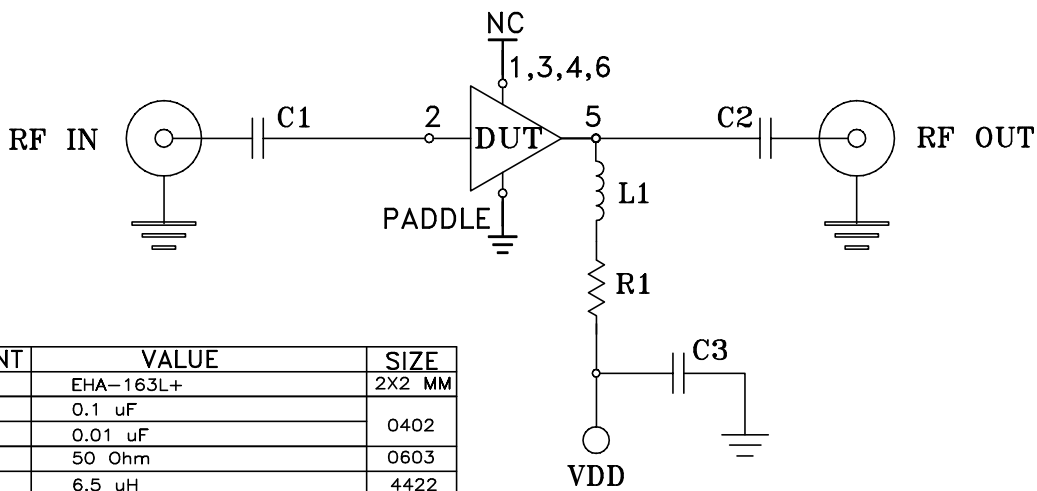 NC
1,3,4,6
RF IN
C1
2
DUT
5
C2
RF OUT
PADDLE
L1
R1
C3
VDD
NT VALUE SIZE
EHA-163L+ 2X2 MM
0.1 uF
0402
0.01 uF
50 Ohm 0603
6.5 uH 4422